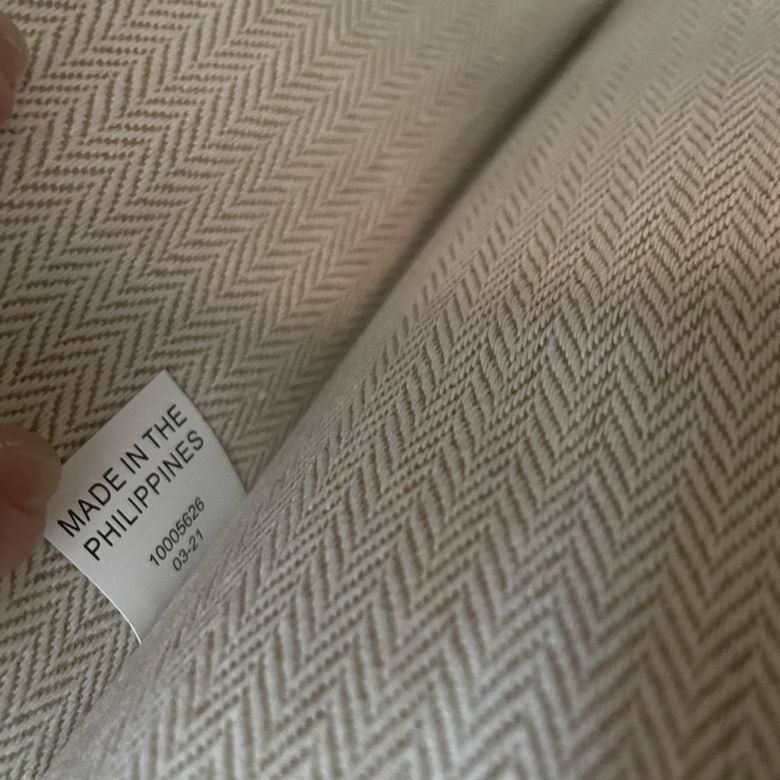 MADE IN THE
PHILIPPINES
10005626
03-21